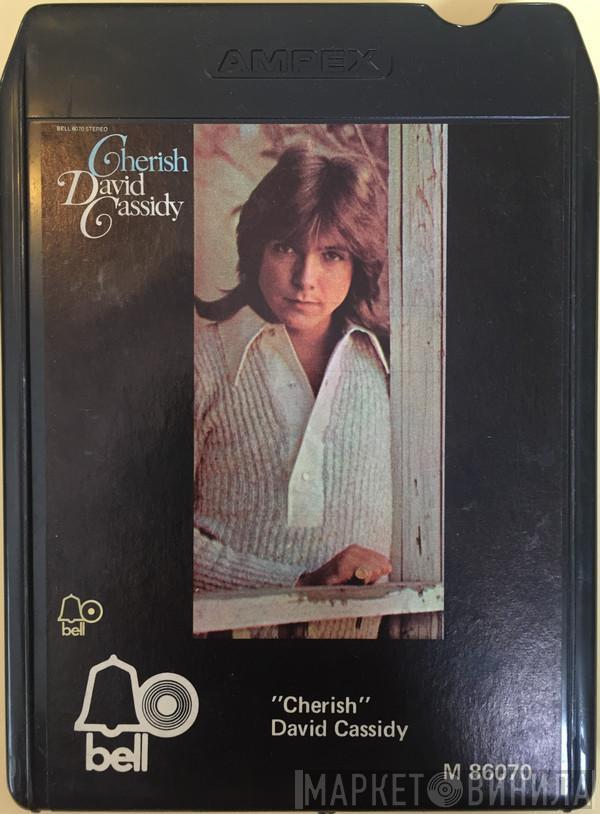 AMPEX
BELL 6070 STEREO
Cherish
David
Cassidy
bell
bell
"Cherish"
David Cassidy
M 86070
МАРКЕТ ВИНИЛА